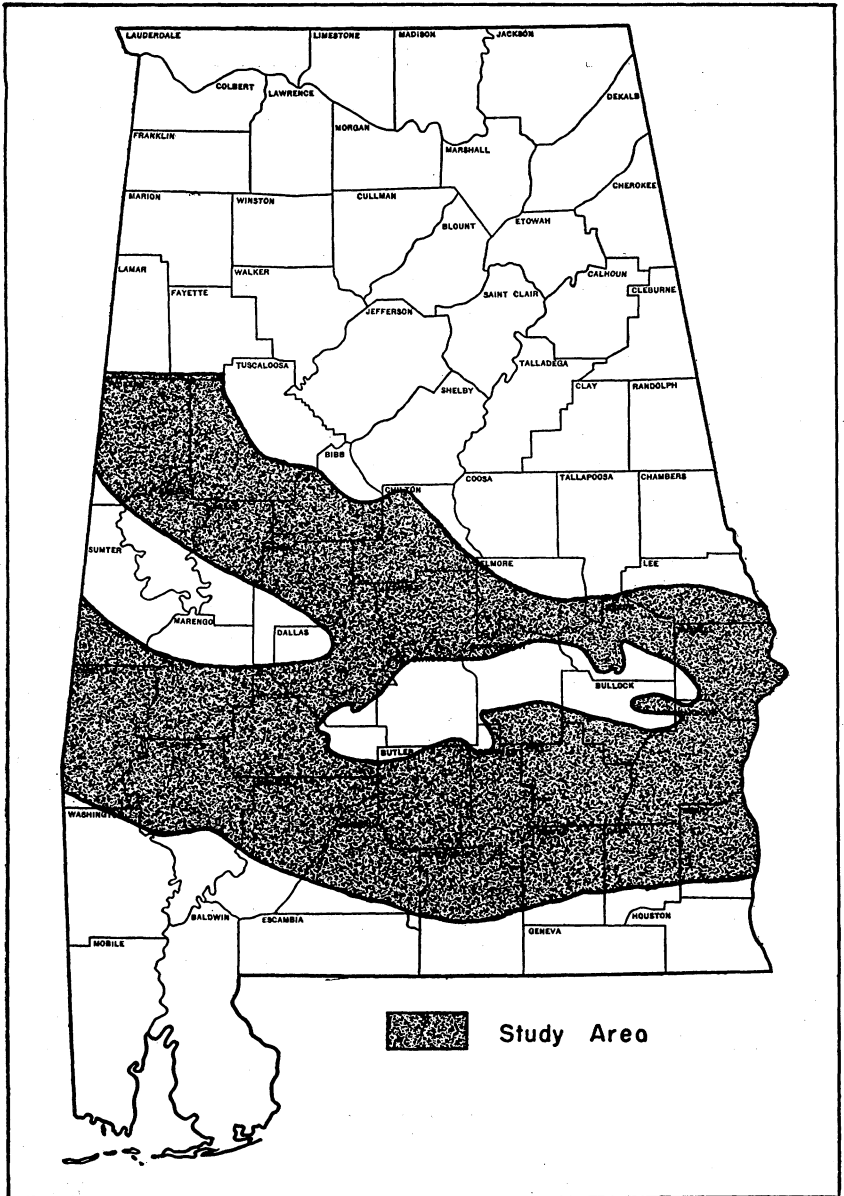 LAUDERDALE
LIMESTONE
MADISON
JACKSON
COLBERT
LAWRENCE
DEKALB
FRANKLIN
MORGAN
MARSHALL
MARION
WINSTON
CULLMAN
CHEROKEE
BLOUNT
ETOWAH
LAMAR
WALKER
CALHOUN
FAYETTE
SAINT CLAIR
CLEBURNE
JEFFERSON
TUSCALOOSA
TALLADEGA
SHELBY
CLAY
RANDOLPH
BIBB
CHILTON
COOSA
TALLAPOOSA
CHAMBERS
SUMTER
ELMORE
LEE
MARENGO
DALLAS
BULLOCK
BUTLER
WASHINGTON
BALDWIN
ESCAMBIA
HOUSTON
GENEVA
MOBILE
Study Area